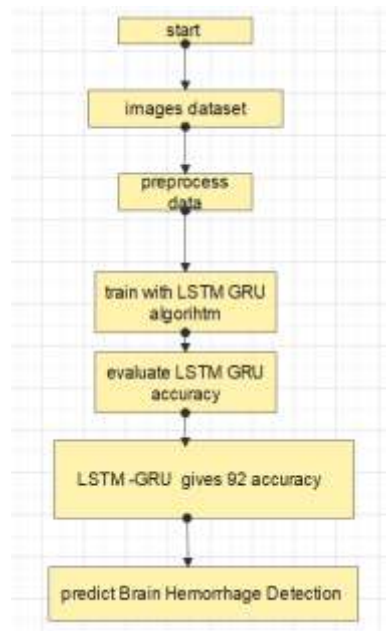 start
images dataset
preprocess
data
train with LSTM GRU
algorihtm
evaluate LSTM GRU
accuracy
LSTM -GRU gives 92 accuracy
predict Brain Hemorrhage Detection